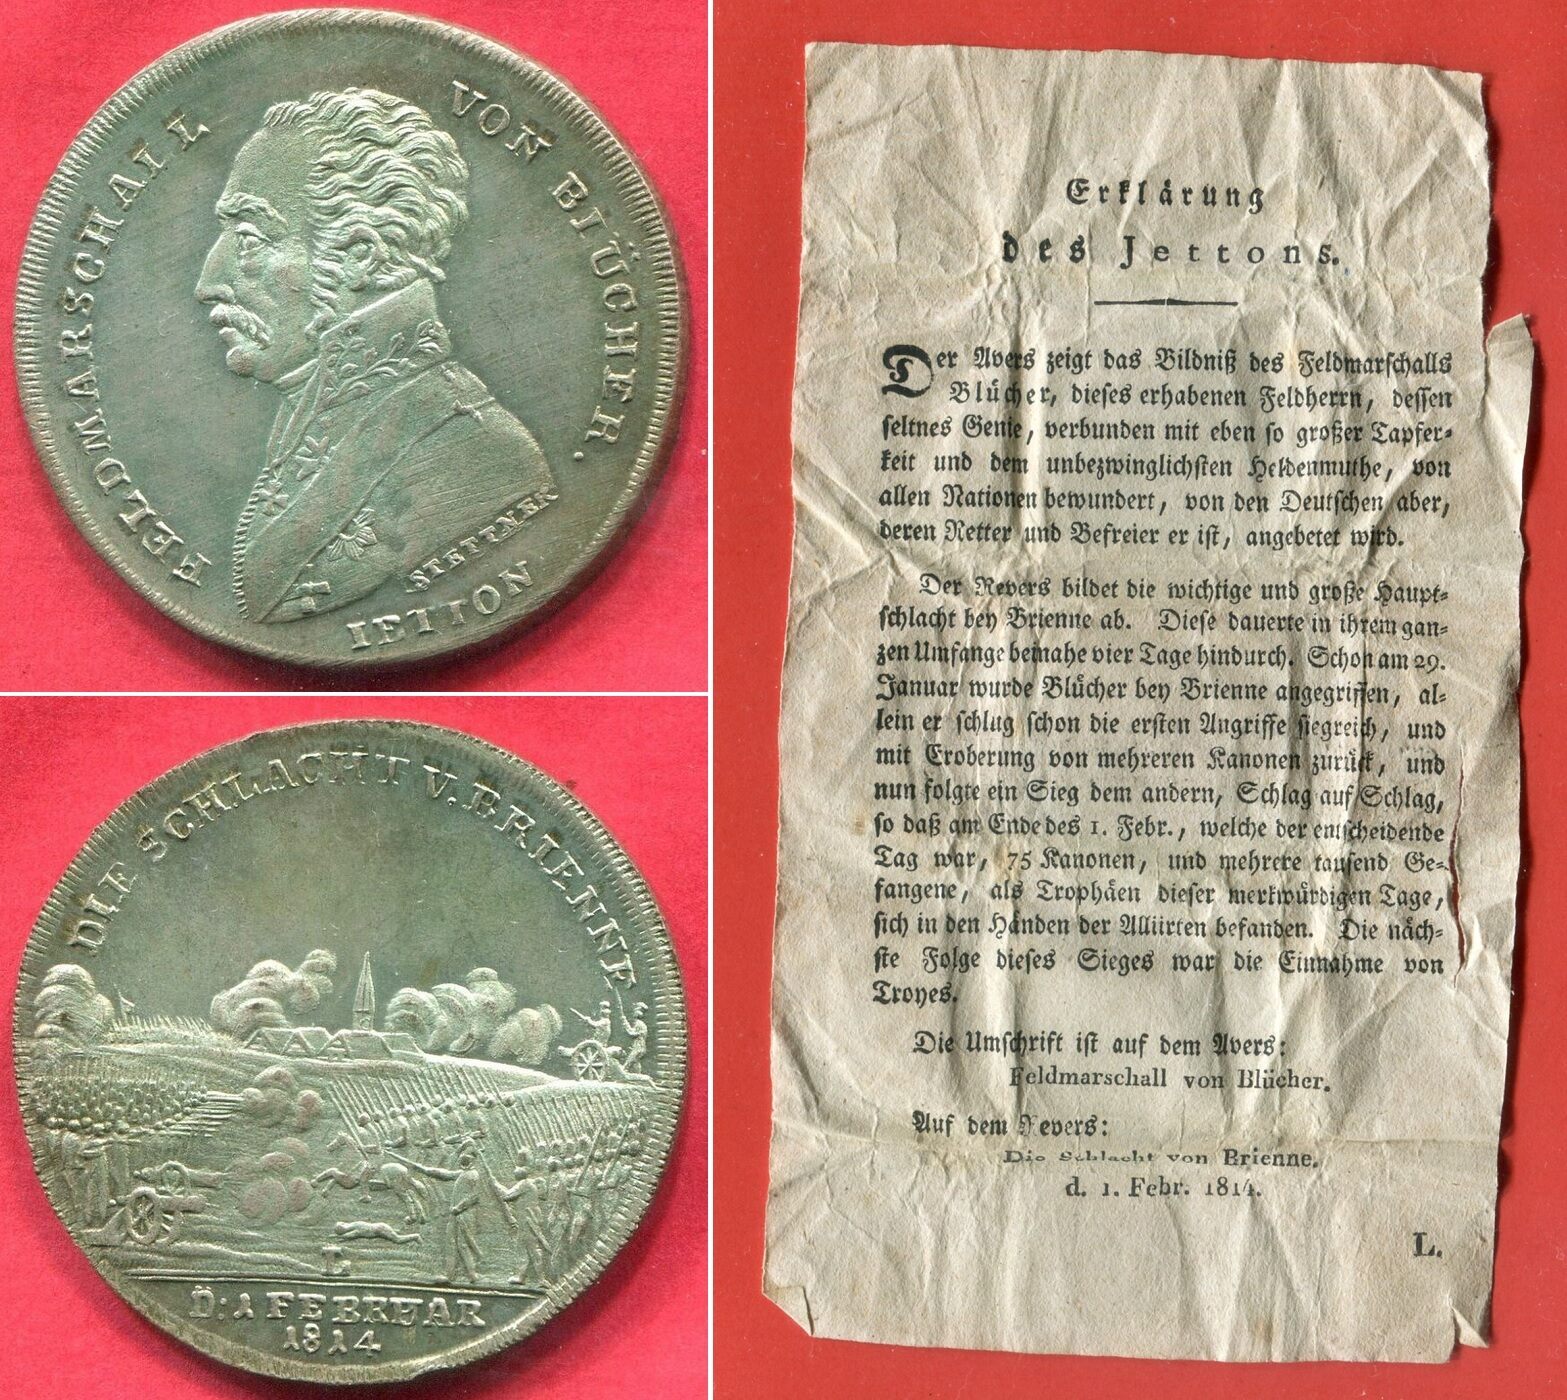 FELDMARSCHALL VON BLÜCHER.
STETTNER
IETTON
DIE SCHLACHT V. BRIENNE
L
D: 1 FEBRUAR
1814
Erklärung
des Jettons.
Der Avers zeigt das Bildniß des Feldmarschalls
Blücher, dieses erhabenen Feldherrn, dessen
seltnes Genie, verbunden mit eben so großer Tapfer-
keit und dem unbezwinglichsten Heldenmuthe, von
allen Nationen bewundert, von den Deutschen aber,
deren Retter und Befreier er ist, angebetet wird.
Der Revers bildet die wichtige und große Haupt-
schlacht bey Brienne ab. Diese dauerte in ihrem gan-
zen Umfange beinahe vier Tage hindurch. Schon am 29.
Januar wurde Blücher bey Brienne angegriffen, al-
lein er schlug schon die ersten Angriffe siegreich, und
mit Eroberung von mehreren Kanonen zurück, und
nun folgte ein Sieg dem andern, Schlag auf Schlag,
so daß am Ende des 1. Febr., welche der entscheidende
Tag war, 75 Kanonen, und mehrere tausend Ge-
fangene, als Trophäen dieser merkwürdigen Tage,
sich in den Händen der Alliirten befanden. Die näch-
ste Folge dieses Sieges war die Einnahme von
Troyes.
Die Umschrift ist auf dem Avers:
Feldmarschall von Blücher.
Auf dem Revers:
Die Schlacht von Brienne.
d. 1. Febr. 1814.
L.